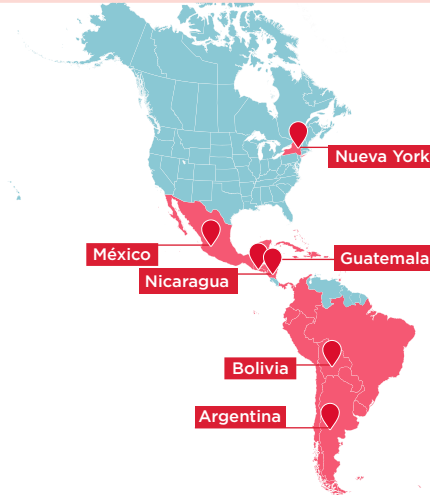 Nueva York
México
Guatemala
Nicaragua
Bolivia
Argentina